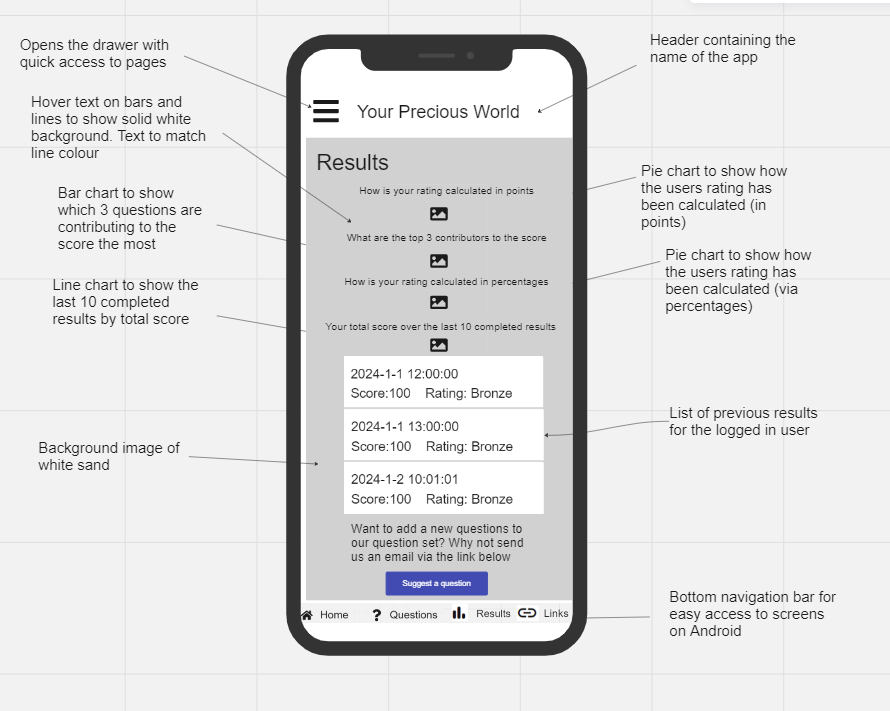 Opens the drawer with
quick access to pages
Hover text on bars and
lines to show solid white
background. Text to match
line colour
Bar chart to show
which 3 questions are
contributing to the
score the most
Line chart to show the
last 10 completed
results by total score
Background image of
white sand
Your Precious World
Results
How is your rating calculated in points
What are the top 3 contributors to the score
How is your rating calculated in percentages
Your total score over the last 10 completed results
2024-1-1 12:00:00
Score:100 Rating: Bronze
2024-1-1 13:00:00
Score:100 Rating: Bronze
2024-1-2 10:01:01
Score:100 Rating: Bronze
Want to add a new questions to
our question set? Why not send
us an email via the link below
Suggest a question
Home Questions Results Links
Header containing the
name of the app
Pie chart to show how
the users rating has
been calculated (in
points)
Pie chart to show how
the users rating has
been calculated (via
percentages)
List of previous results
for the logged in user
Bottom navigation bar for
easy access to screens
on Android